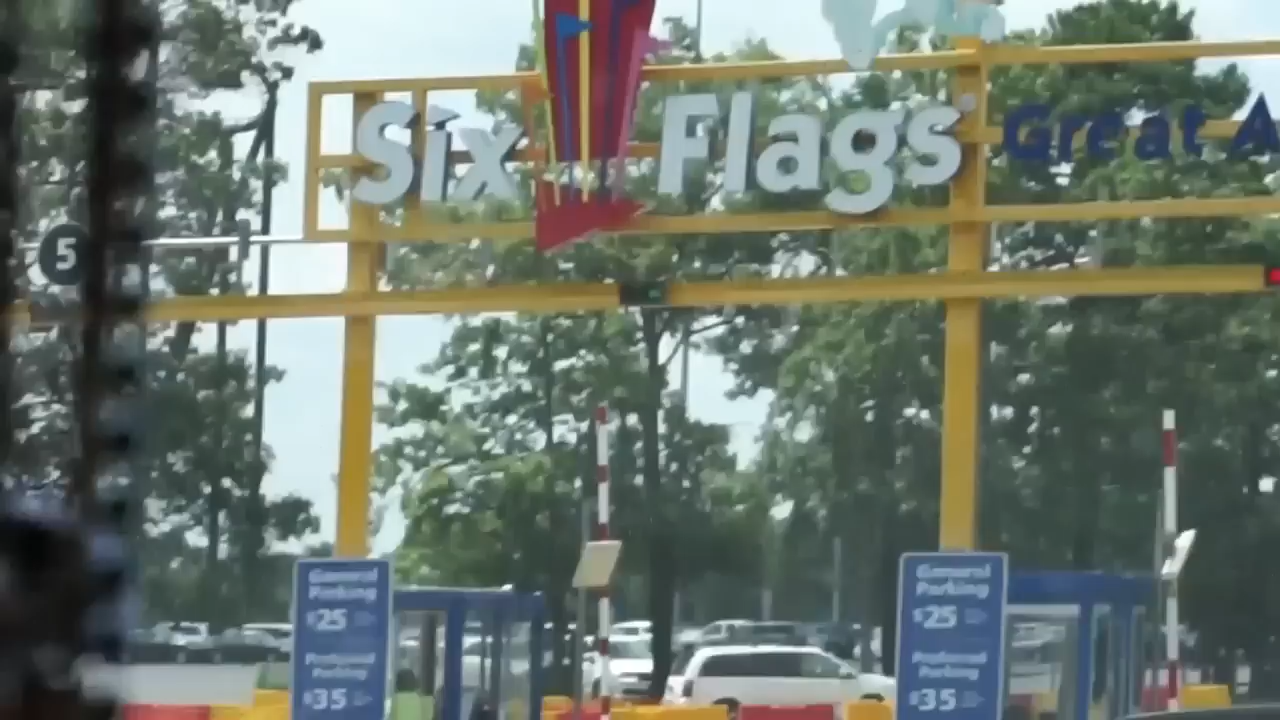 Six Flags Great A
5
General
Parking
$25
Preferred
Parking
$35
General
Parking
$25
Preferred
Parking
$35